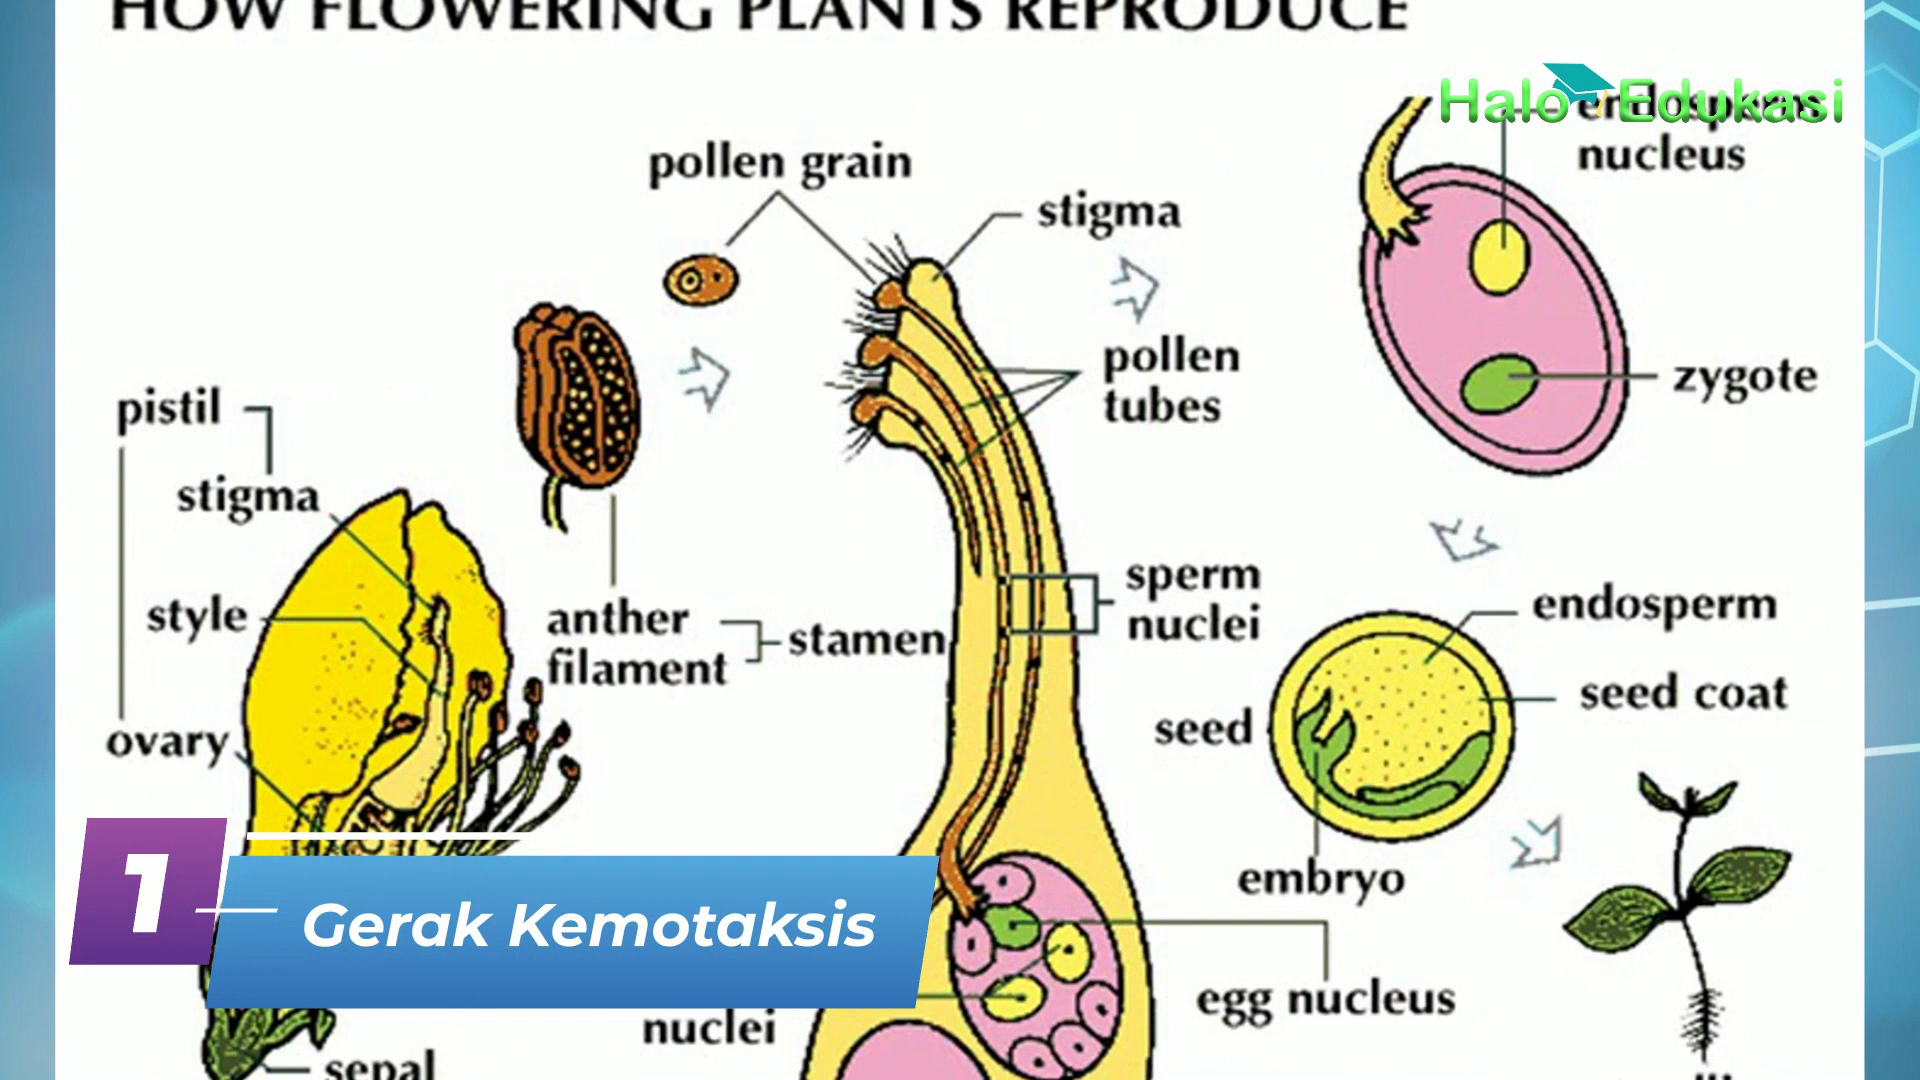 HOW FLOWERING PLANTS REPRODUCE
Halo Edukasi
endosperm
nucleus
pollen grain
stigma
pollen
tubes
zygote
pistil
stigma
style
ovary
anther
filament
stamen
sperm
nuclei
endosperm
seed coat
seed
embryo
egg nucleus
1
Gerak Kemotaksis
nuclei
sepal